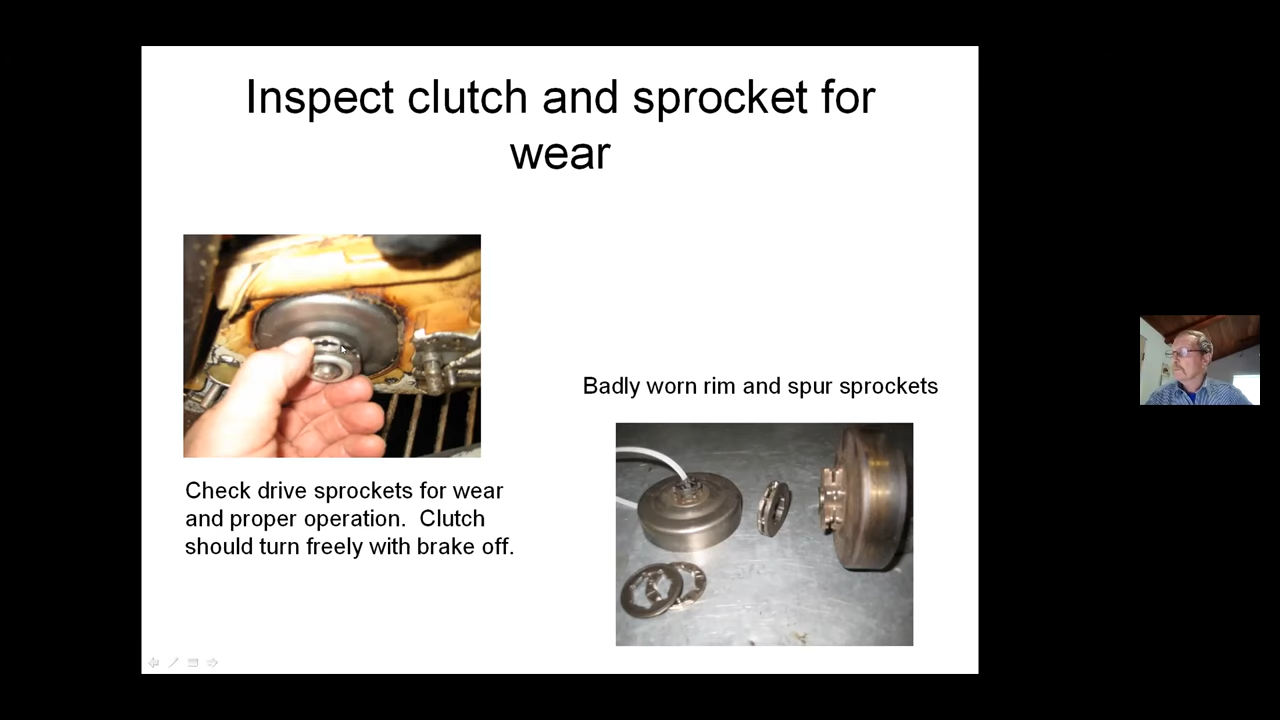 Inspect clutch and sprocket for
wear
Badly worn rim and spur sprockets
Check drive sprockets for wear
and proper operation.  Clutch
should turn freely with brake off.